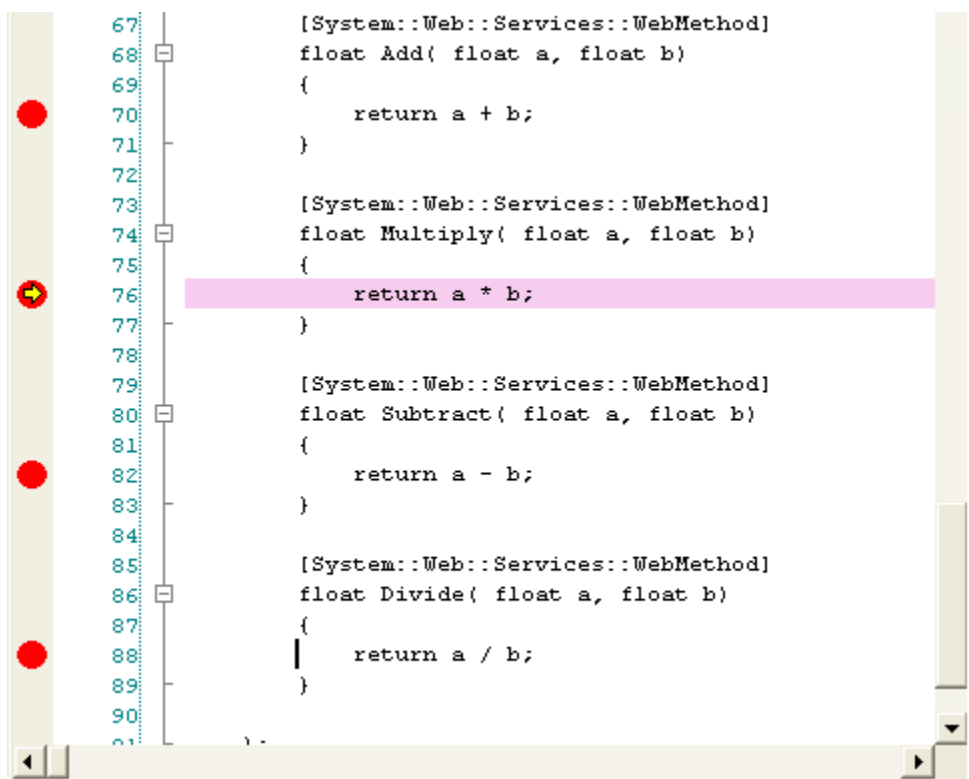 67 [System::Web::Services::WebMethod]
68 float Add( float a, float b)
69 {
70 return a + b;
71 }
72
73 [System::Web::Services::WebMethod]
74 float Multiply( float a, float b)
75 {
76 return a * b;
77 }
78
79 [System::Web::Services::WebMethod]
80 float Subtract( float a, float b)
81 {
82 return a - b;
83 }
84
85 [System::Web::Services::WebMethod]
86 float Divide( float a, float b)
87 {
88 return a / b;
89 }
90